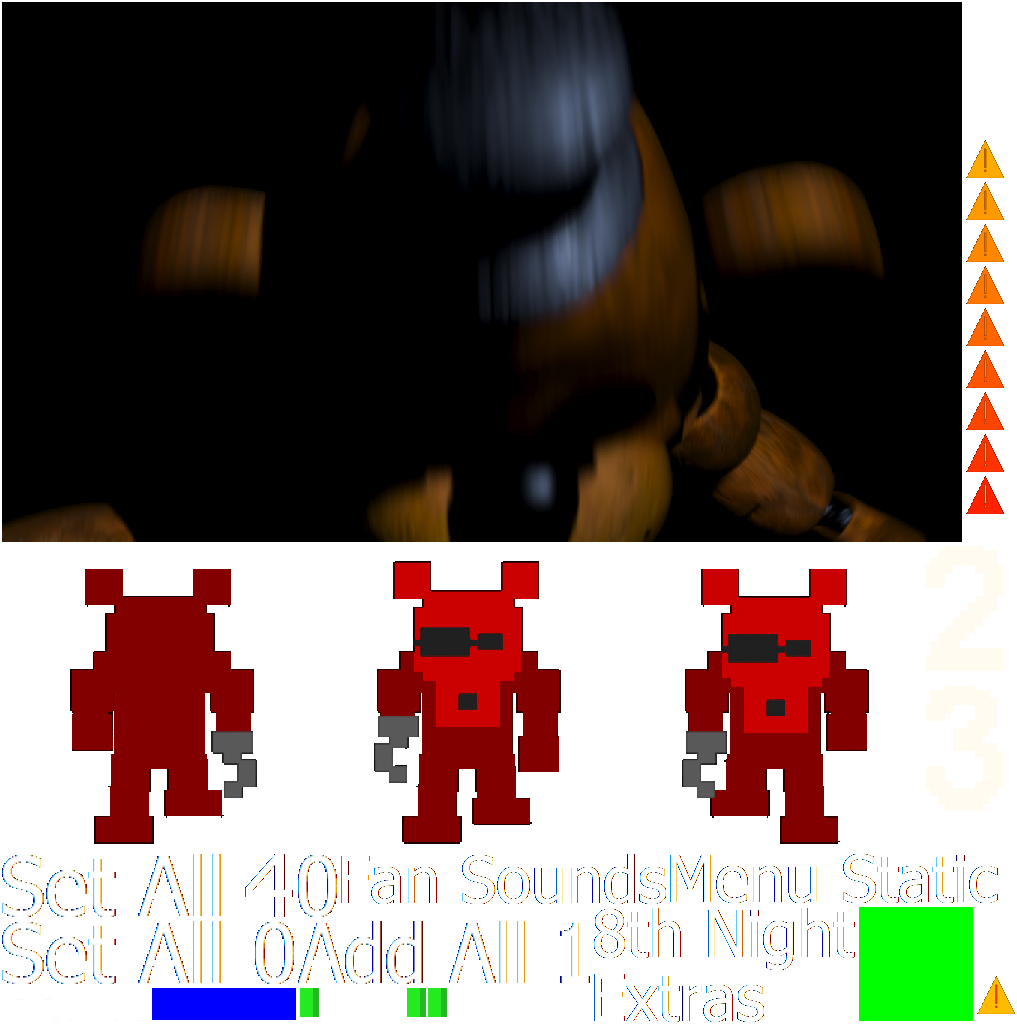 2
3
Set All 40
Fan Sounds
Menu Static
Set All 0
Add All 1
8th Night
Extras